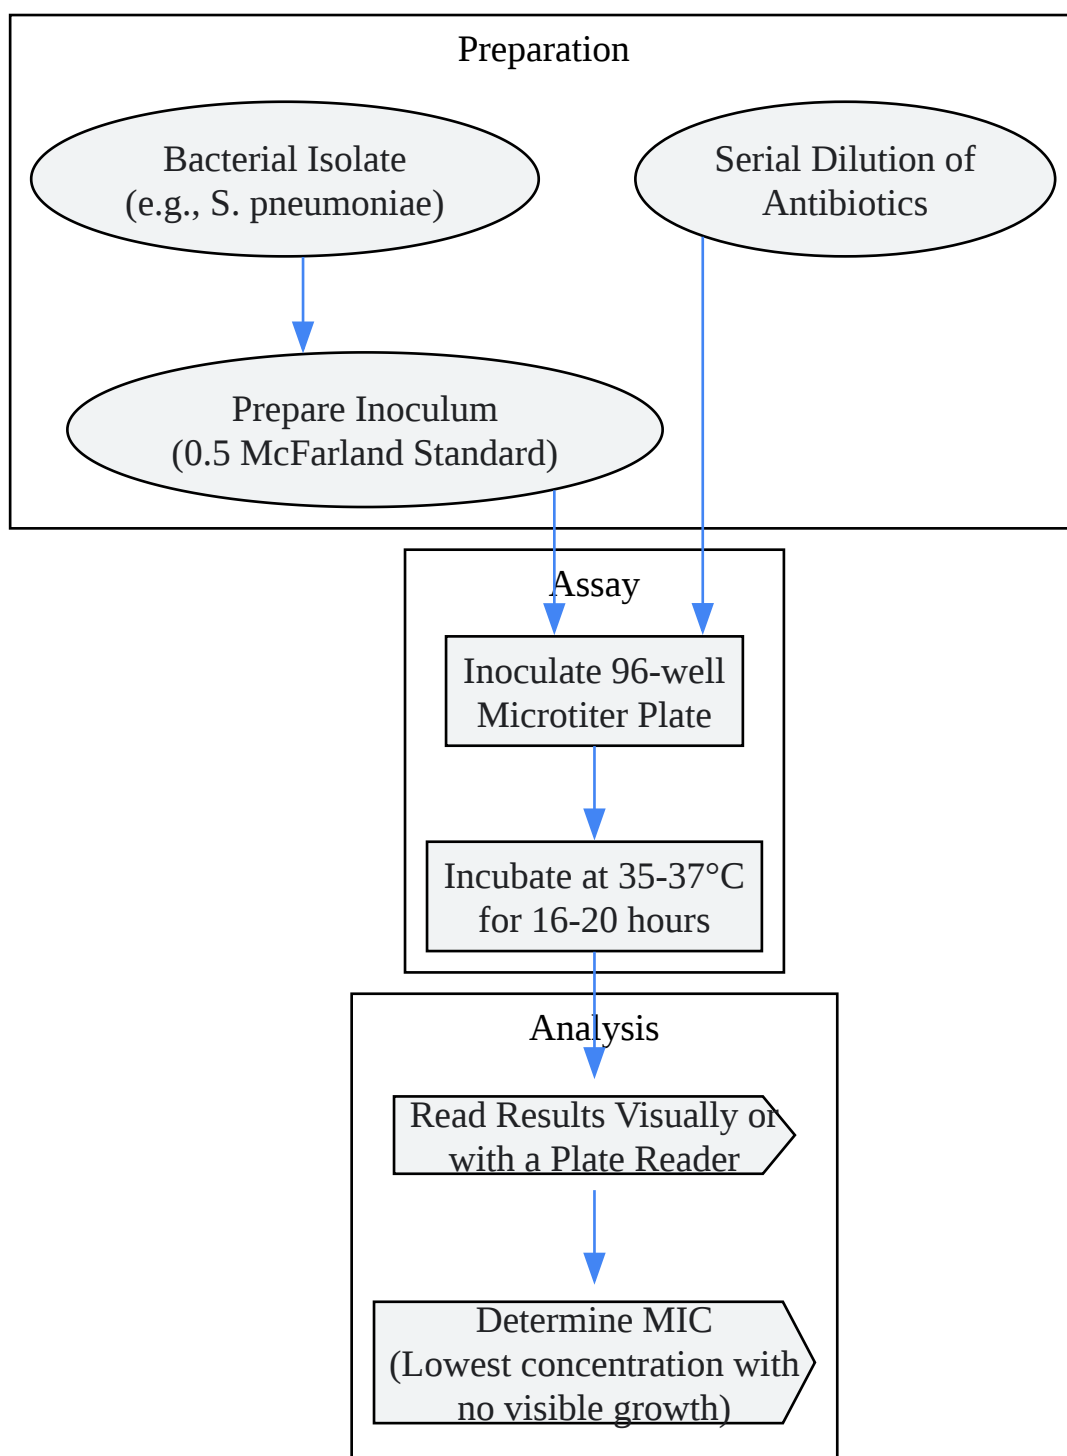 Preparation
Bacterial Isolate
(e.g., S. pneumoniae)
Serial Dilution of
Antibiotics
Prepare Inoculum
(0.5 McFarland Standard)
Assay
Inoculate 96-well
Microtiter Plate
Incubate at 35-37°C
for 16-20 hours
Analysis
Read Results Visually or
with a Plate Reader
Determine MIC
(Lowest concentration with
no visible growth)